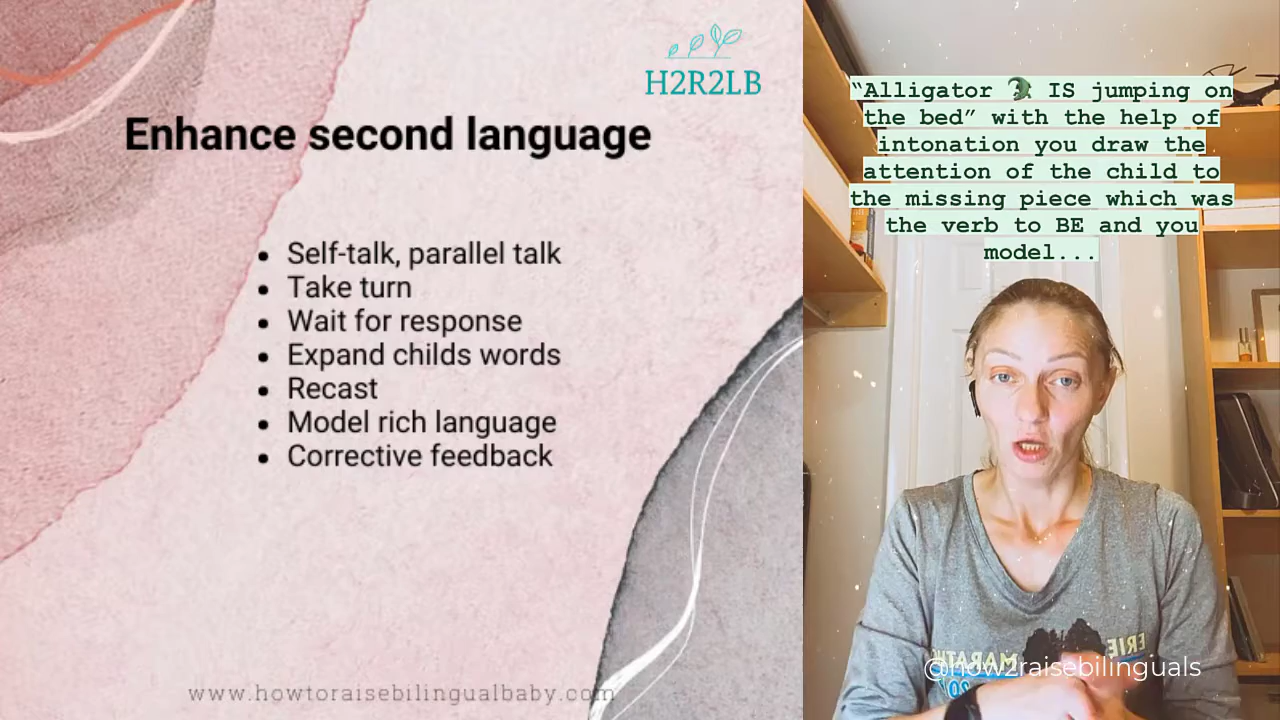 H2R2LB
Enhance second language
Self-talk, parallel talk
Take turn
Wait for response
Expand childs words
Recast
Model rich language
Corrective feedback
www.howtoraisebilingualbaby.com
“Alligator 🐊 IS jumping on
the bed” with the help of
intonation you draw the
attention of the child to
the missing piece which was
the verb to BE and you
model...
ERIE
MARATH
@how2raisebilinguals